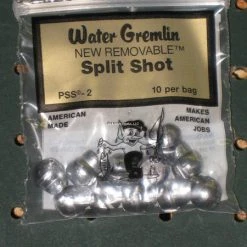 Water Gremlin
NEW REMOVABLE™
Split Shot
PSS®-2 10 per bag
AMERICAN MADE
MAKES AMERICAN JOBS